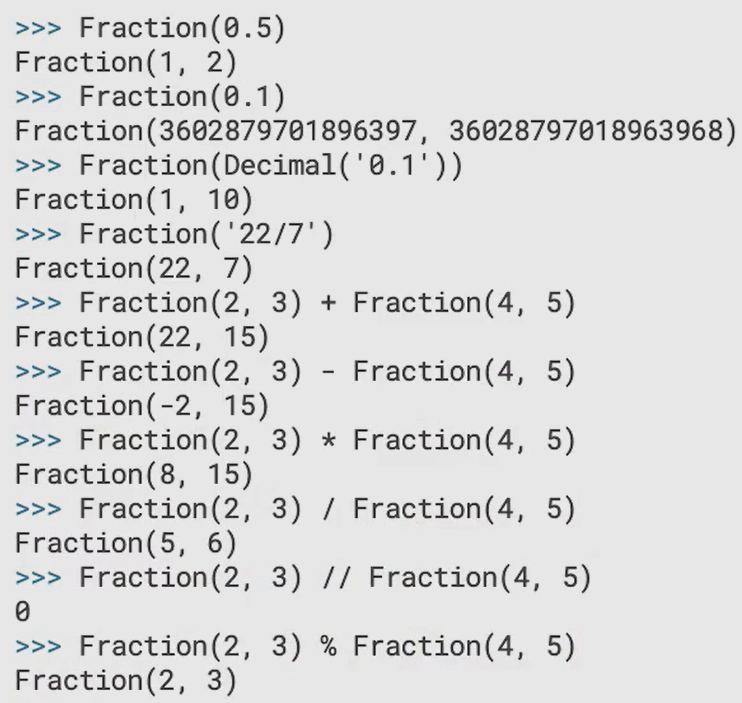 >>> Fraction(0.5)
Fraction(1, 2)
>>> Fraction(0.1)
Fraction(3602879701896397, 36028797018963968)
>>> Fraction(Decimal('0.1'))
Fraction(1, 10)
>>> Fraction('22/7')
Fraction(22, 7)
>>> Fraction(2, 3) + Fraction(4, 5)
Fraction(22, 15)
>>> Fraction(2, 3) - Fraction(4, 5)
Fraction(-2, 15)
>>> Fraction(2, 3) * Fraction(4, 5)
Fraction(8, 15)
>>> Fraction(2, 3) / Fraction(4, 5)
Fraction(5, 6)
>>> Fraction(2, 3) // Fraction(4, 5)
0
>>> Fraction(2, 3) % Fraction(4, 5)
Fraction(2, 3)